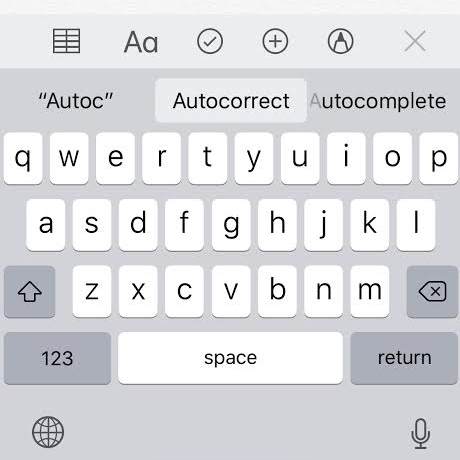 Aa
“Autoc” Autocorrect Autocomplete
q w e r t y u i o p
a s d f g h j k l
z x c v b n m
123 space return